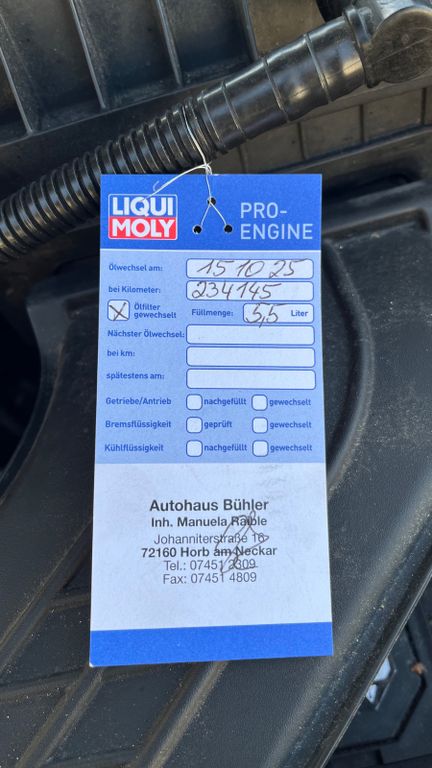 LIQUI
MOLY
PRO-
ENGINE
Ölwechsel am: 15 10 25
bei Kilometer: 234145
X Ölfilter gewechselt Füllmenge: 5,5 Liter
Nächster Ölwechsel:
bei km:
spätestens am:
Getriebe/Antrieb nachgefüllt gewechselt
Bremsflüssigkeit geprüft gewechselt
Kühlflüssigkeit nachgefüllt gewechselt
Autohaus Bühler
Inh. Manuela Raible
Johanniterstraße 16
72160 Horb am Neckar
Tel.: 07451 2309
Fax: 07451 4809